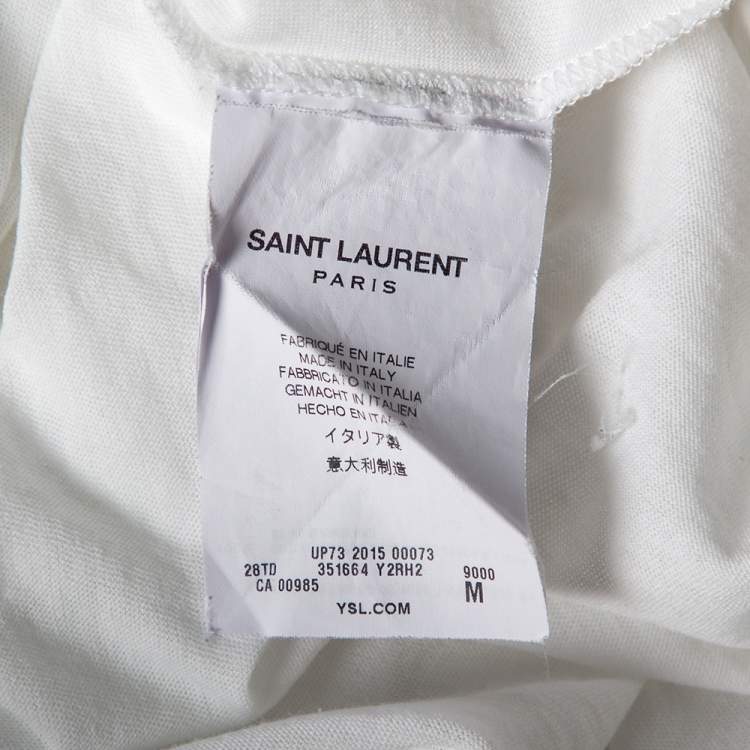 SAINT LAURENT
PARIS
FABRIQUÉ EN ITALIE
MADE IN ITALY
FABBRICATO IN ITALIA
GEMACHT IN ITALIEN
HECHO EN ITALIA
イタリア製
意大利制造
UP73 2015 00073
28TD 351664 Y2RH2 9000
CA 00985 M
YSL.COM